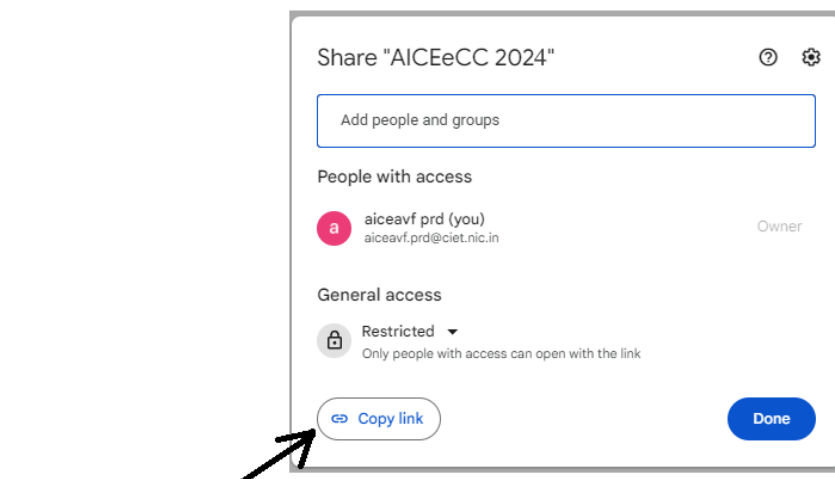 Share "AICEeCC 2024"
Add people and groups
People with access
a
aiceavf prd (you)
aiceavf.prd@ciet.nic.in
Owner
General access
Restricted
Only people with access can open with the link
Copy link
Done